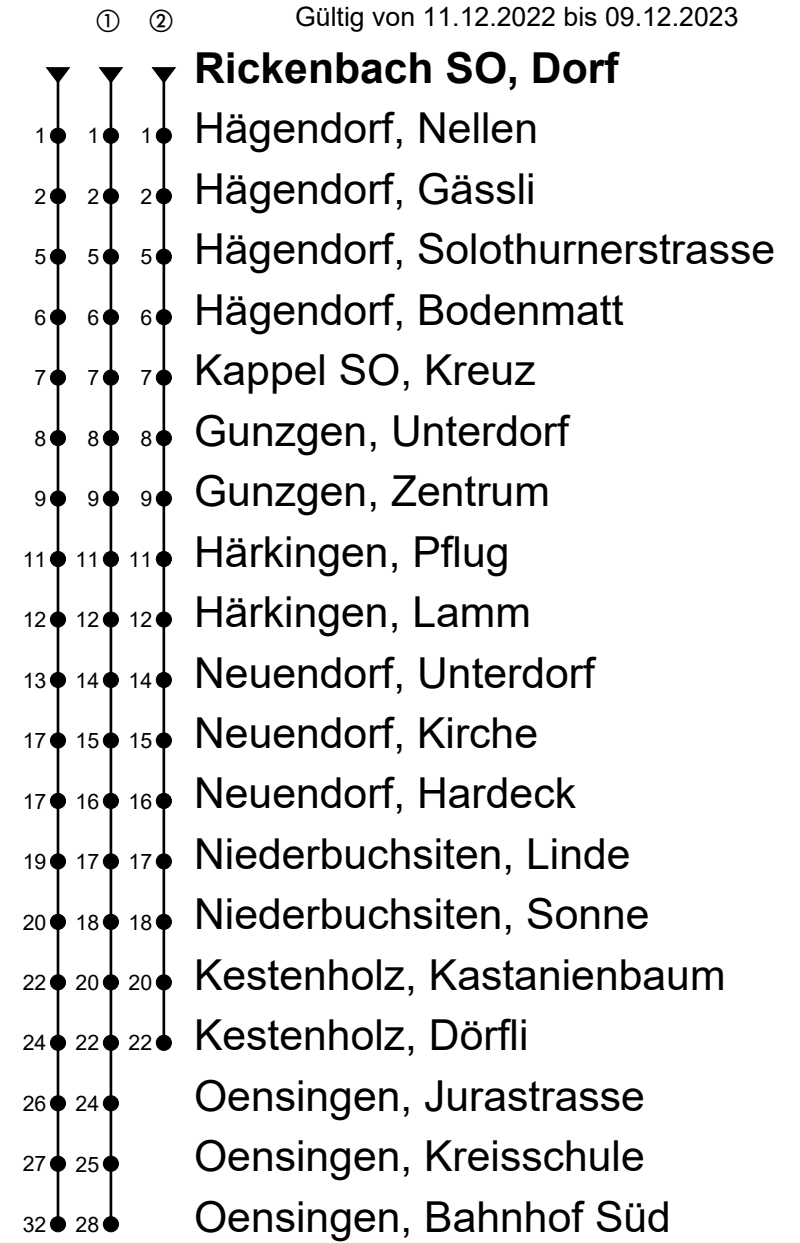 ① ② Gültig von 11.12.2022 bis 09.12.2023
Rickenbach SO, Dorf
1 1 1 Hägendorf, Nellen
2 2 2 Hägendorf, Gässli
5 5 5 Hägendorf, Solothurnerstrasse
6 6 6 Hägendorf, Bodenmatt
7 7 7 Kappel SO, Kreuz
8 8 8 Gunzgen, Unterdorf
9 9 9 Gunzgen, Zentrum
11 11 11 Härkingen, Pflug
12 12 12 Härkingen, Lamm
13 14 14 Neuendorf, Unterdorf
17 15 15 Neuendorf, Kirche
17 16 16 Neuendorf, Hardeck
19 17 17 Niederbuchsiten, Linde
20 18 18 Niederbuchsiten, Sonne
22 20 20 Kestenholz, Kastanienbaum
24 22 22 Kestenholz, Dörfli
26 24 Oensingen, Jurastrasse
27 25 Oensingen, Kreisschule
32 28 Oensingen, Bahnhof Süd